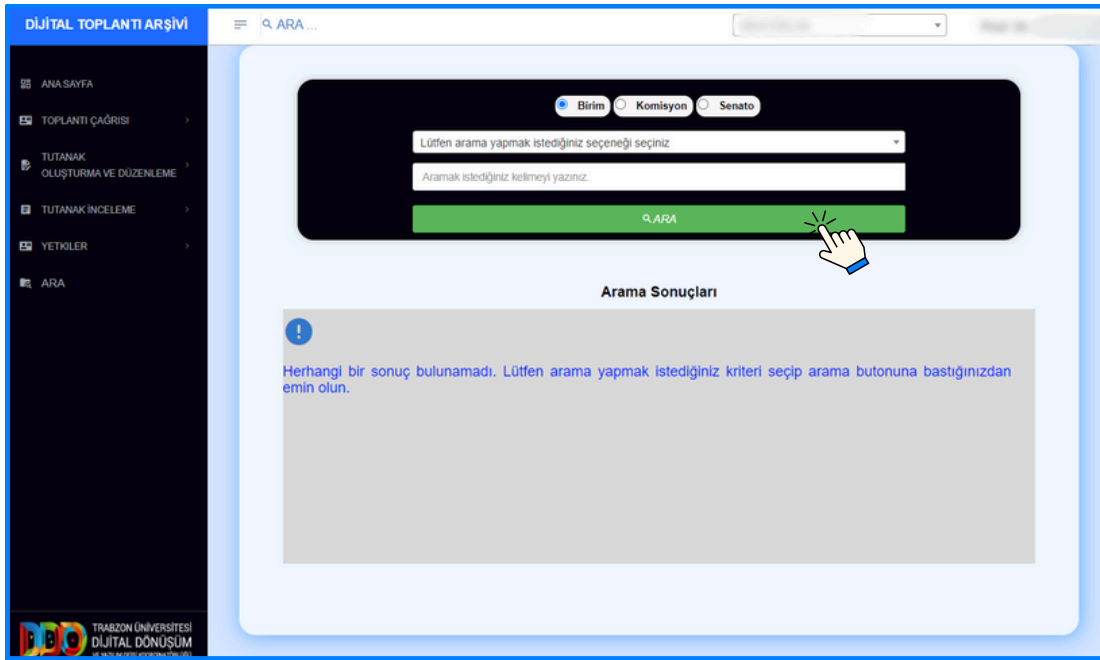 DİJİTAL TOPLANTI ARŞİVİ
ARA ...
ANA SAYFA
TOPLANTI ÇAĞRISI
TUTANAK
OLUŞTURMA VE DÜZENLEME
TUTANAK İNCELEME
YETKİLER
ARA
Birim Komisyon Senato
Lütfen arama yapmak istediğiniz seçeneği seçiniz
Aramak istediğiniz kelimeyi yazınız.
ARA
Arama Sonuçları
Herhangi bir sonuç bulunamadı. Lütfen arama yapmak istediğiniz kriteri seçip arama butonuna bastığınızdan
emin olun.
TRABZON ÜNİVERSİTESİ
DİJİTAL DÖNÜŞÜM